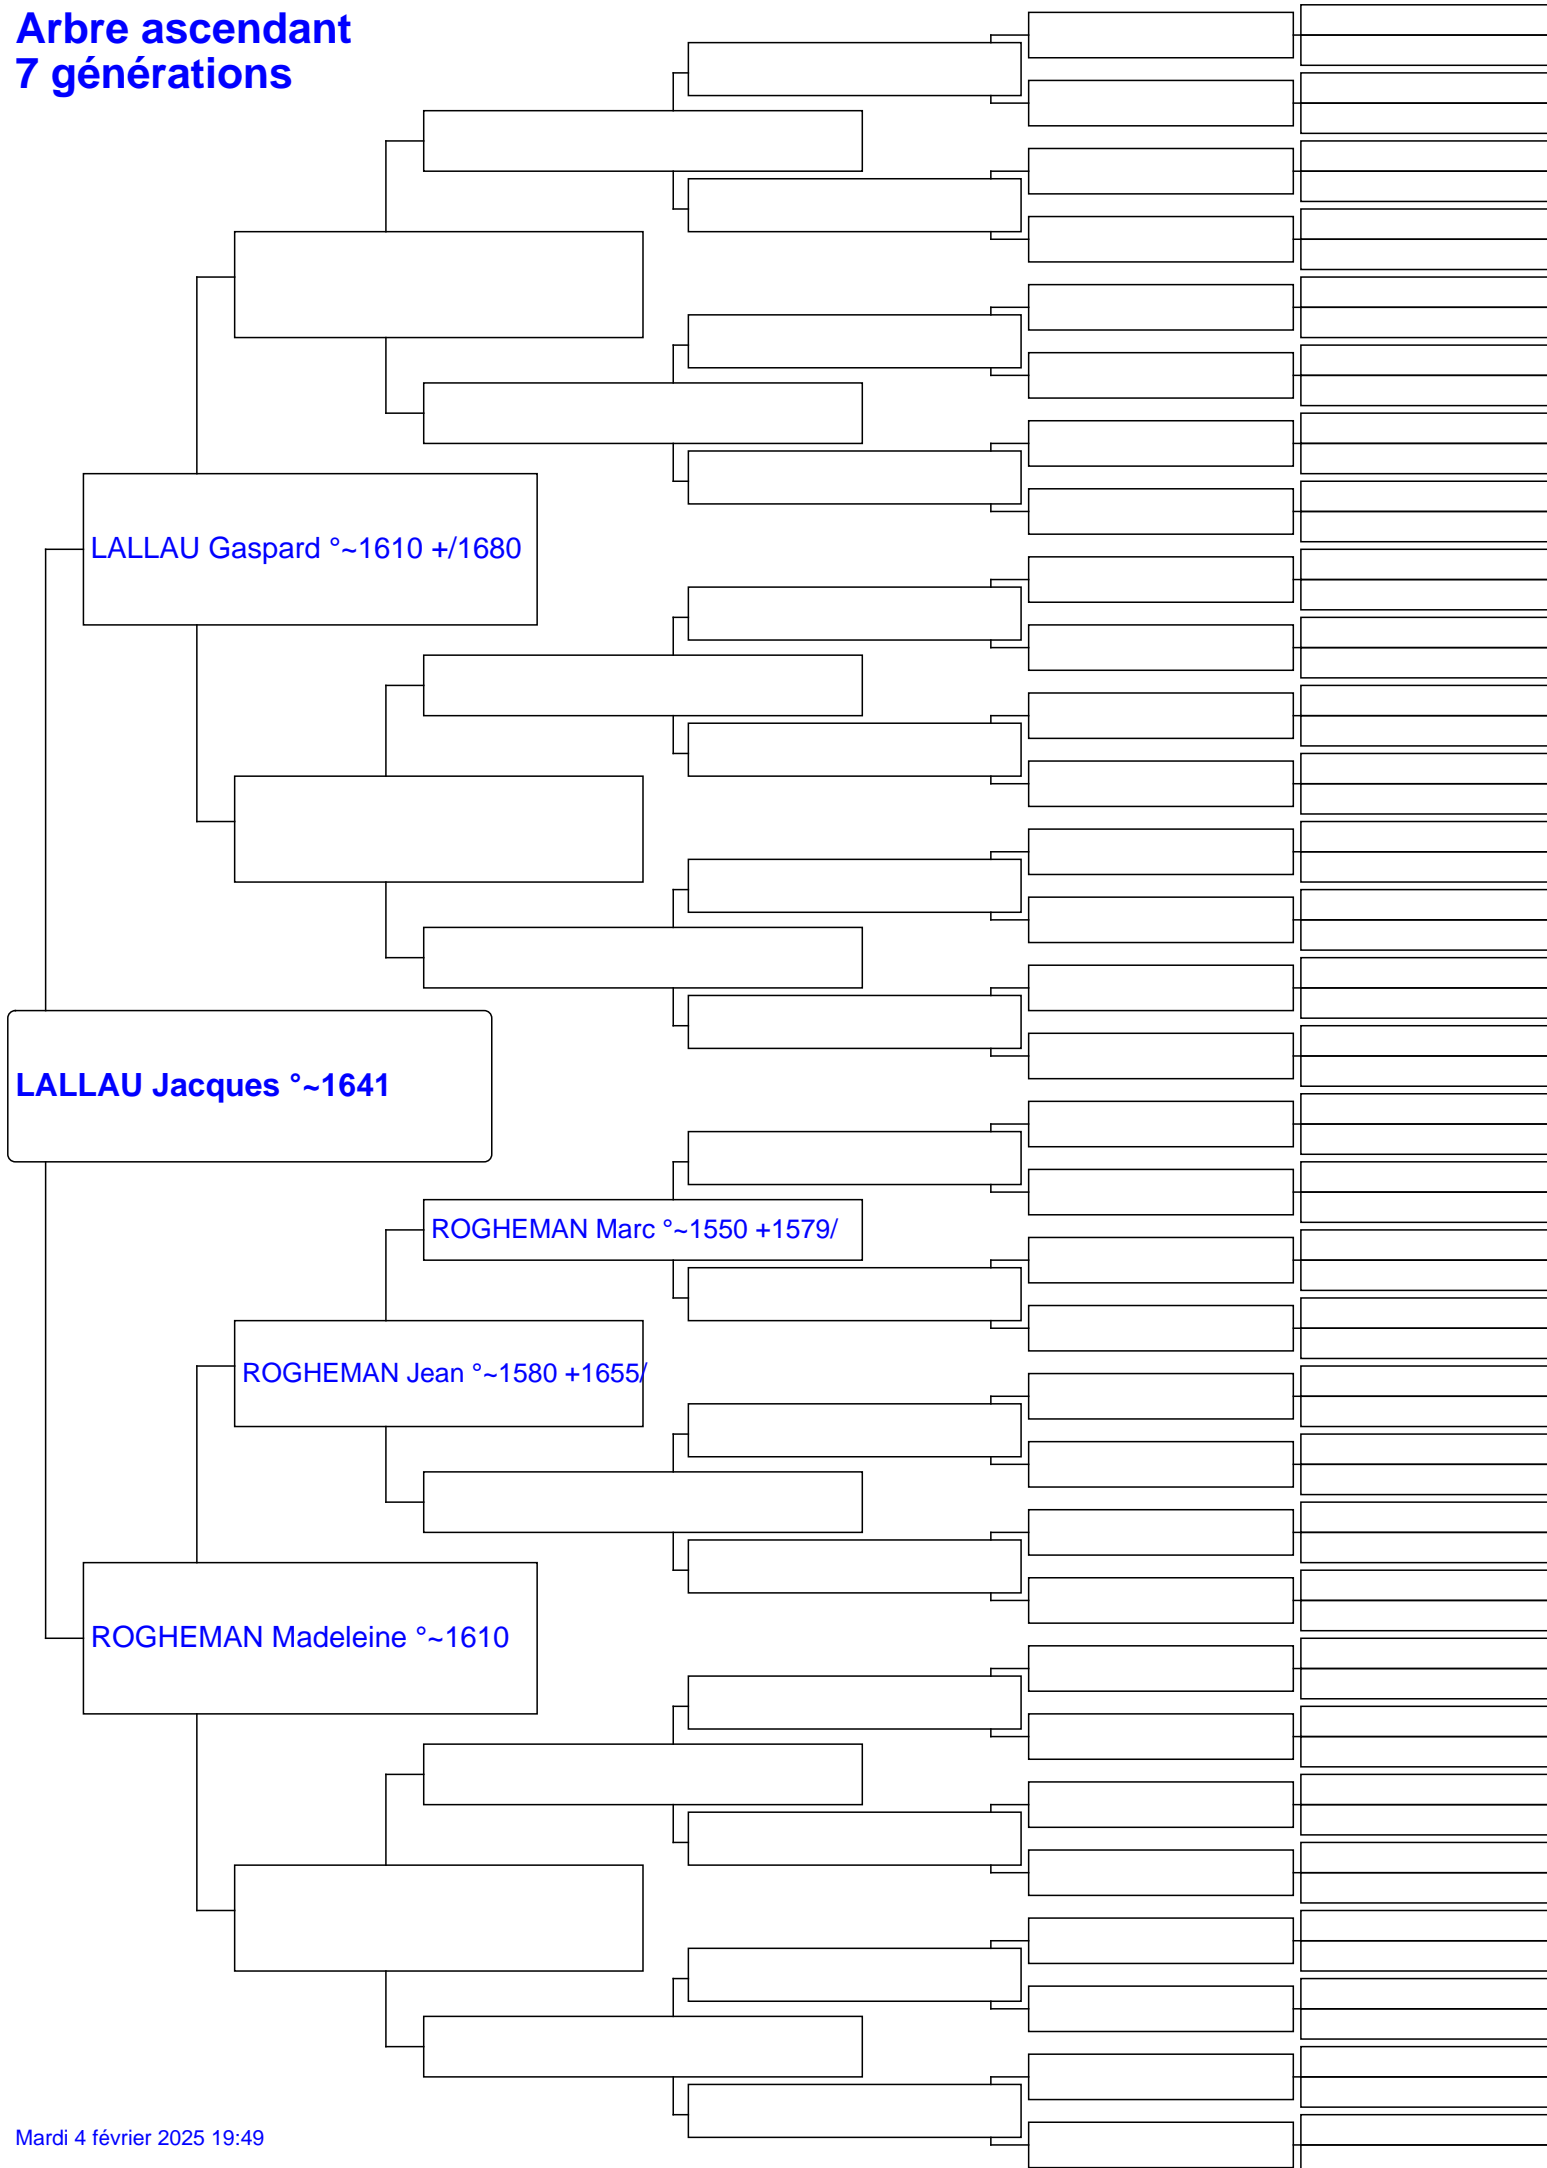 Arbre ascendant
7 générations
LALLAU Gaspard °~1610 +/1680
LALLAU Jacques °~1641
ROGHEMAN Marc °~1550 +1579/
ROGHEMAN Jean °~1580 +1655/
ROGHEMAN Madeleine °~1610
Mardi 4 février 2025 19:49